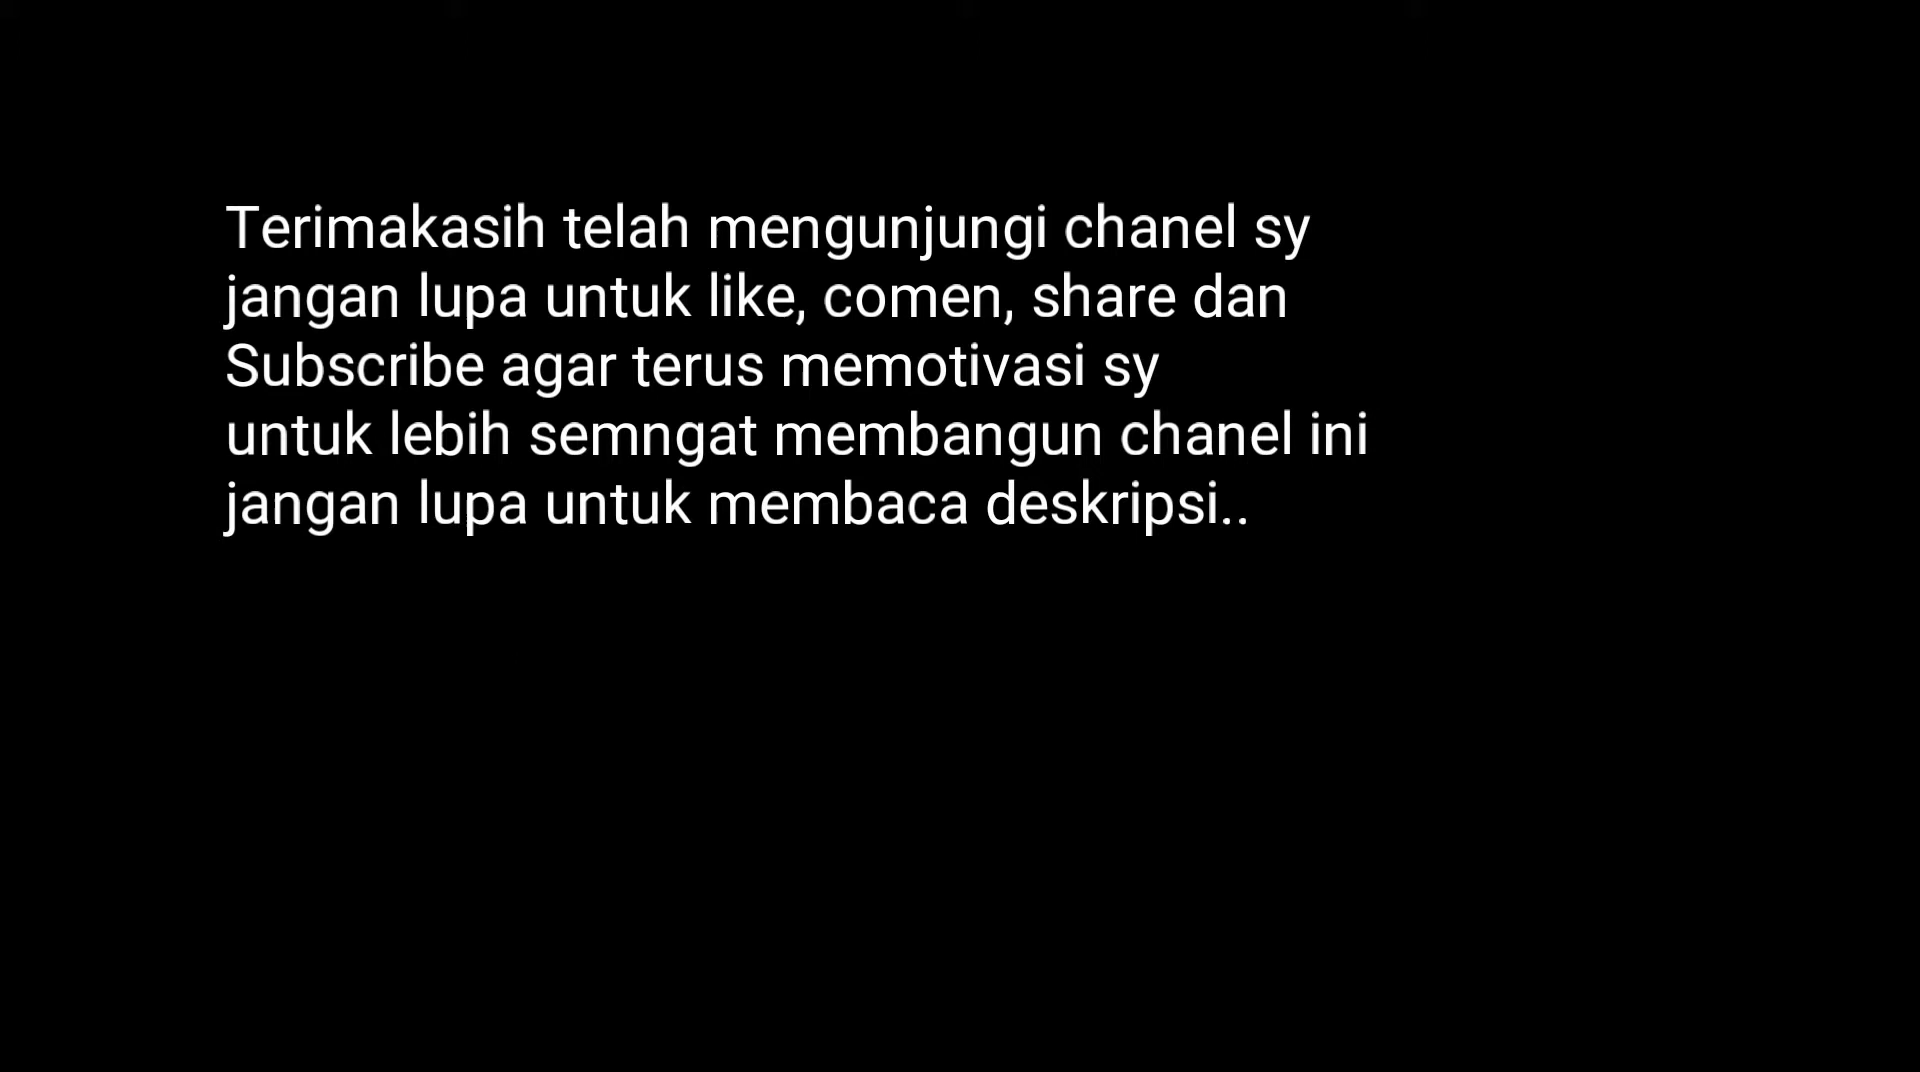 Terimakasih telah mengunjungi chanel sy
jangan lupa untuk like, comen, share dan
Subscribe agar terus memotivasi sy
untuk lebih semngat membangun chanel ini
jangan lupa untuk membaca deskripsi..